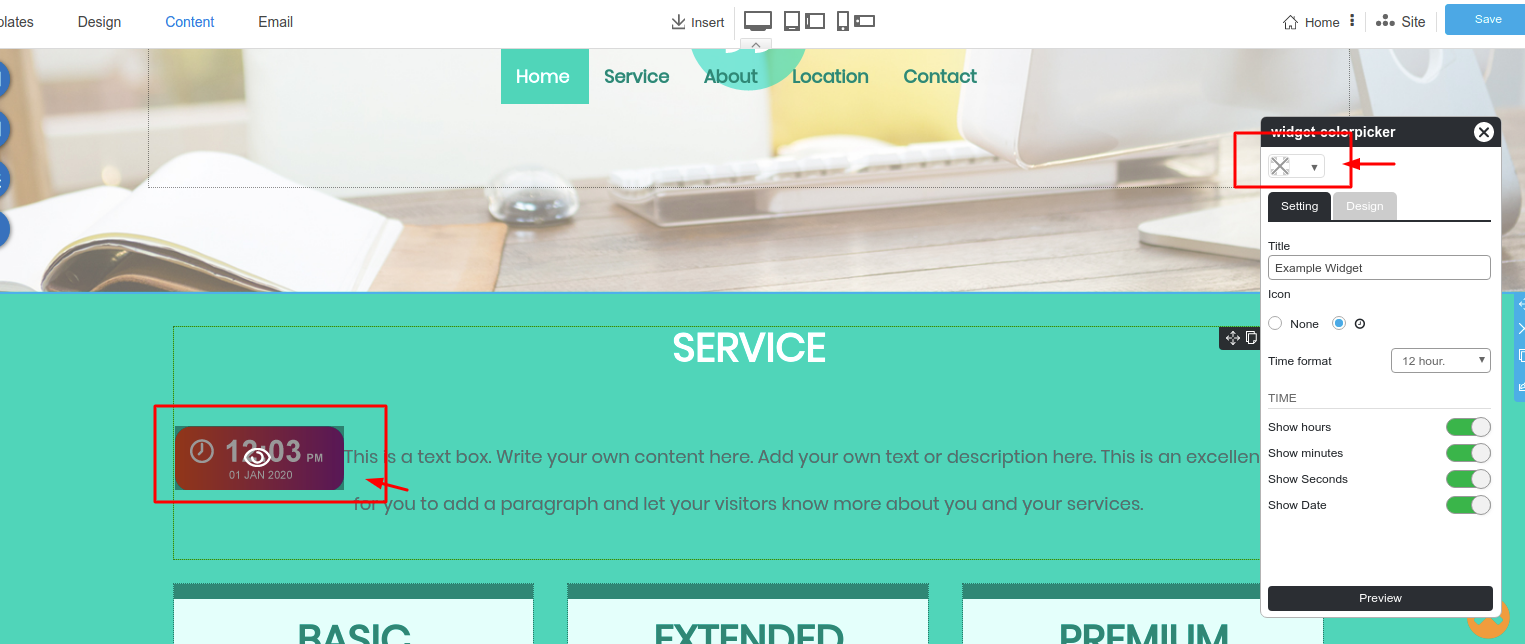 plates Design Content Email Insert Home Site Save
Home Service About Location Contact
widget-colorpicker
Setting Design
Title
Example Widget
Icon
None
Time format 12 hour.
TIME
Show hours
Show minutes
Show Seconds
Show Date
Preview
SERVICE
12:03 PM
01 JAN 2020
This is a text box. Write your own content here. Add your own text or description here. This is an excellen
for you to add a paragraph and let your visitors know more about you and your services.
BASIC EXTENDED PREMIUM